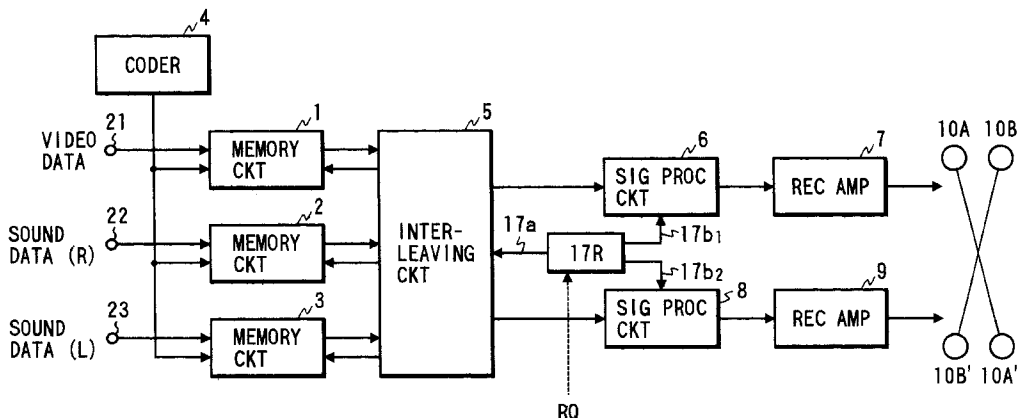 4
CODER
21
VIDEO
DATA
1
MEMORY
CKT
5
INTER-
LEAVING
CKT
6
SIG PROC
CKT
7
REC AMP
10A
10B
22
SOUND
DATA (R)
2
MEMORY
CKT
17a
17R
17b1
17b2
23
SOUND
DATA (L)
3
MEMORY
CKT
SIG PROC
CKT
8
9
REC AMP
10B'
10A'
RO